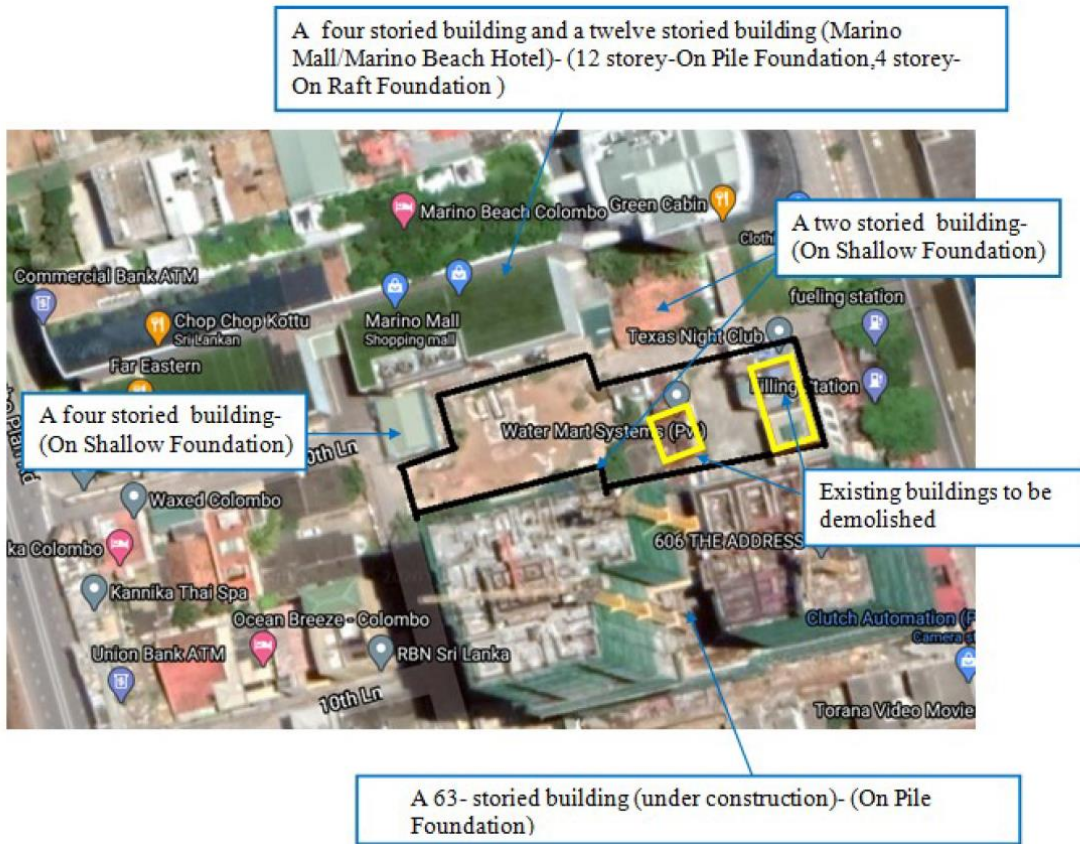 A four storied building and a twelve storied building (Marino
Mall/Marino Beach Hotel)- (12 storey-On Pile Foundation,4 storey-
On Raft Foundation )
Marino Beach Colombo
Green Cabin
A two storied building-
(On Shallow Foundation)
Commercial Bank ATM
fueling station
Chop Chop Kottu
Sri Lankan
Marino Mall
Shopping mall
Texas Night Club
Far Eastern
A four storied building-
(On Shallow Foundation)
Water Mart Systems
Existing buildings to be
demolished
Waxed Colombo
606 THE ADDRESS
ka Colombo
Kannika Thai Spa
Ocean Breeze - Colombo
Clutch Automation
RBN Sri Lanka
Union Bank ATM
10th Ln
Torana Video Movie
A 63- storied building (under construction)- (On Pile
Foundation)